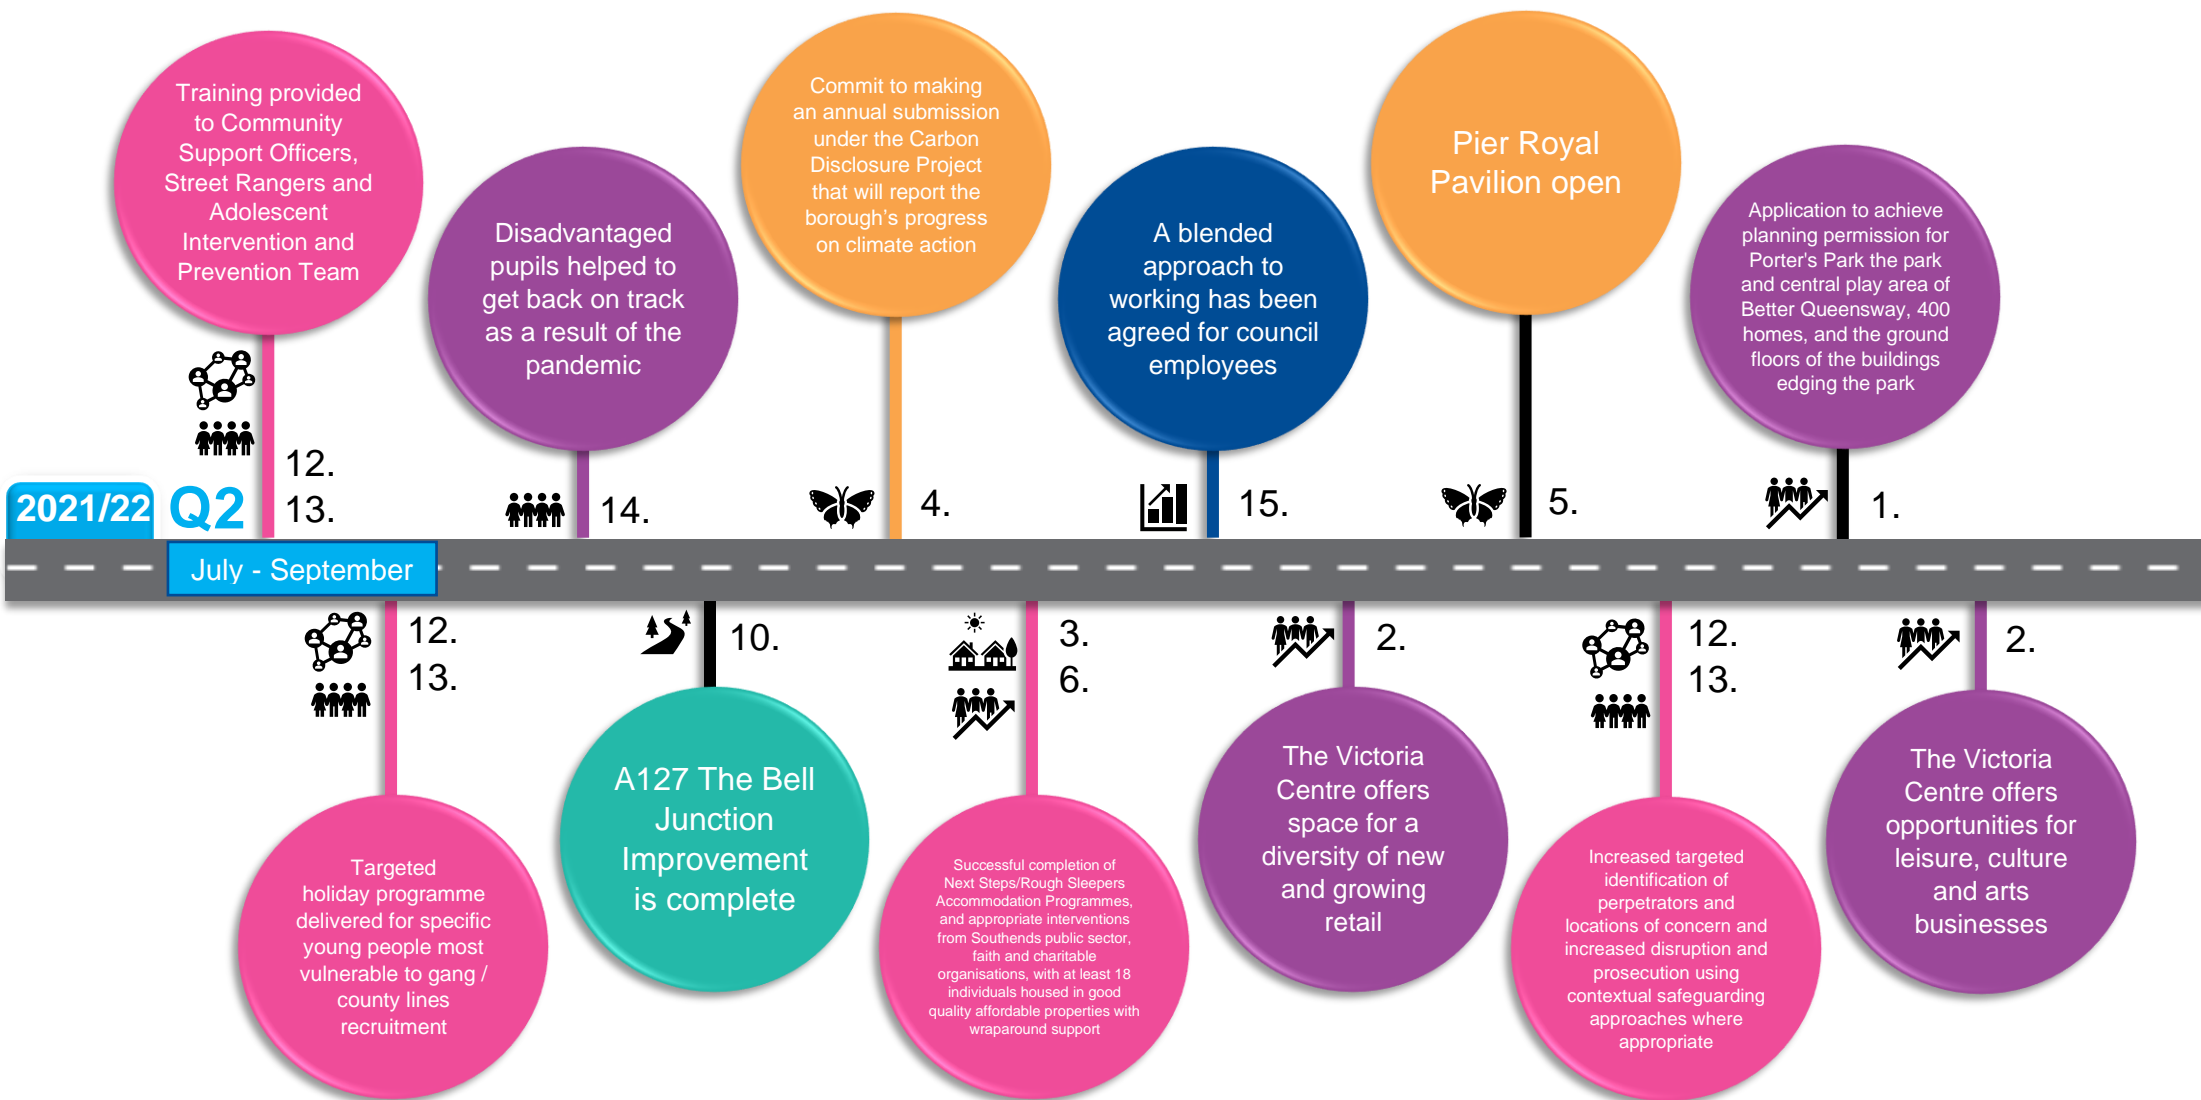 Training provided
to Community
Support Officers,
Street Rangers and
Adolescent
Intervention and
Prevention Team
12.
13.
Disadvantaged
pupils helped to
get back on track
as a result of the
pandemic
14.
Commit to making
an annual submission
under the Carbon
Disclosure Project
that will report the
borough's progress
on climate action
4.
A blended
approach to
working has been
agreed for council
employees
15.
Pier Royal
Pavilion open
5.
Application to achieve
planning permission for
Porter's Park the park
and central play area of
Better Queensway, 400
homes, and the ground
floors of the buildings
edging the park
1.
2021/22 Q2
July - September
12.
13.
Targeted
holiday programme
delivered for specific
young people most
vulnerable to gang /
county lines
recruitment
10.
A127 The Bell
Junction
Improvement
is complete
3.
6.
Successful completion of
Next Steps/Rough Sleepers
Accommodation Programmes,
and appropriate interventions
from Southends public sector,
faith and charitable
organisations, with at least 18
individuals housed in good
quality affordable properties with
wraparound support
2.
The Victoria
Centre offers
space for a
diversity of new
and growing
retail
12.
13.
Increased targeted
identification of
perpetrators and
locations of concern and
increased disruption and
prosecution using
contextual safeguarding
approaches where
appropriate
2.
The Victoria
Centre offers
opportunities for
leisure, culture
and arts
businesses